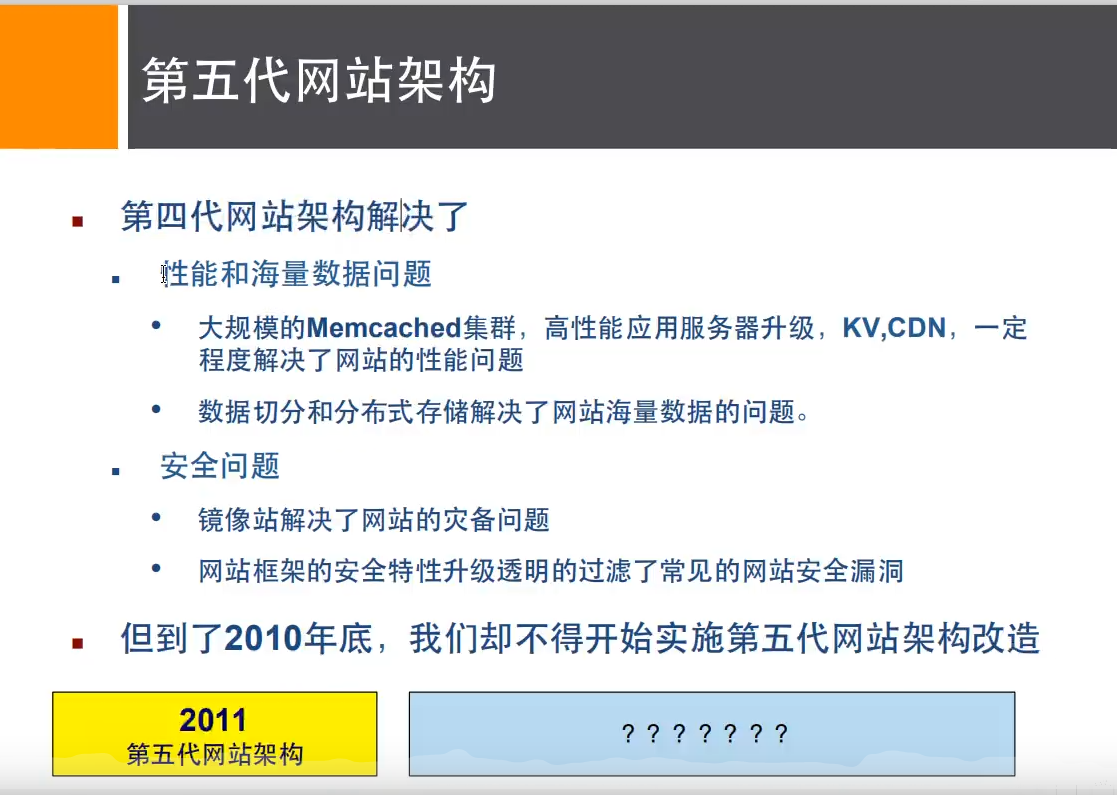 第五代网站架构
第四代网站架构解决了
性能和海量数据问题
大规模的Memcached集群，高性能应用服务器升级，KV,CDN，一定
程度解决了网站的性能问题
数据切分和分布式存储解决了网站海量数据的问题。
安全问题
镜像站解决了网站的灾备问题
网站框架的安全特性升级透明的过滤了常见的网站安全漏洞
但到了2010年底，我们却不得开始实施第五代网站架构改造
2011
第五代网站架构
？？？？？？？